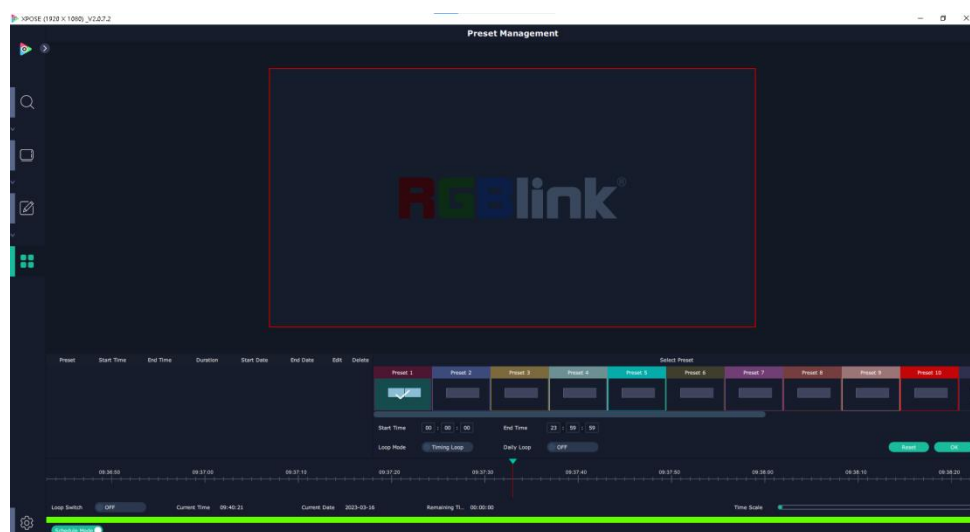 XPOSE (1920 X 1080) _V2.0.7.2
Preset Management
RGBlink®
Preset Start Time End Time Duration Start Date End Date Edit Delete Select Preset
Preset 1 Preset 2 Preset 3 Preset 4 Preset 5 Preset 6 Preset 7 Preset 8 Preset 9 Preset 10
Start Time 00 : 00 : 00 End Time 23 : 59 : 59
Loop Mode Timing Loop Daily Loop OFF Reset OK
09:36:50 09:37:00 09:37:10 09:37:20 09:37:30 09:37:40 09:37:50 09:38:00 09:38:10 09:38:20
Loop Switch OFF Current Time 09:40:21 Current Date 2023-03-16 Remaining Ti... 00:00:00 Time Scale
Schedule Mode